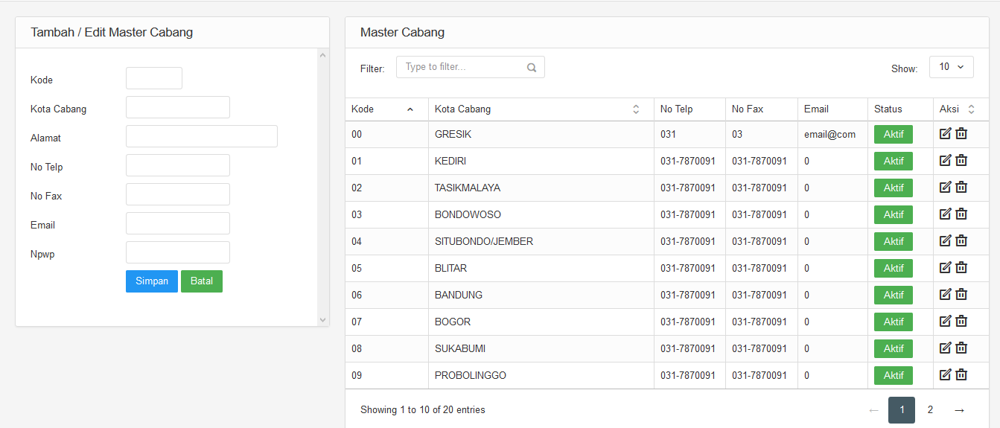 Tambah / Edit Master Cabang
Kode
Kota Cabang
Alamat
No Telp
No Fax
Email
Npwp
Simpan Batal
Master Cabang
Filter: Type to filter... Show: 10
Kode Kota Cabang No Telp No Fax Email Status Aksi
00 GRESIK 031 03 email@com Aktif
01 KEDIRI 031-7870091 031-7870091 0 Aktif
02 TASIKMALAYA 031-7870091 031-7870091 0 Aktif
03 BONDOWOSO 031-7870091 031-7870091 0 Aktif
04 SITUBONDO/JEMBER 031-7870091 031-7870091 0 Aktif
05 BLITAR 031-7870091 031-7870091 0 Aktif
06 BANDUNG 031-7870091 031-7870091 0 Aktif
07 BOGOR 031-7870091 031-7870091 0 Aktif
08 SUKABUMI 031-7870091 031-7870091 0 Aktif
09 PROBOLINGGO 031-7870091 031-7870091 0 Aktif
Showing 1 to 10 of 20 entries ← 1 2 →